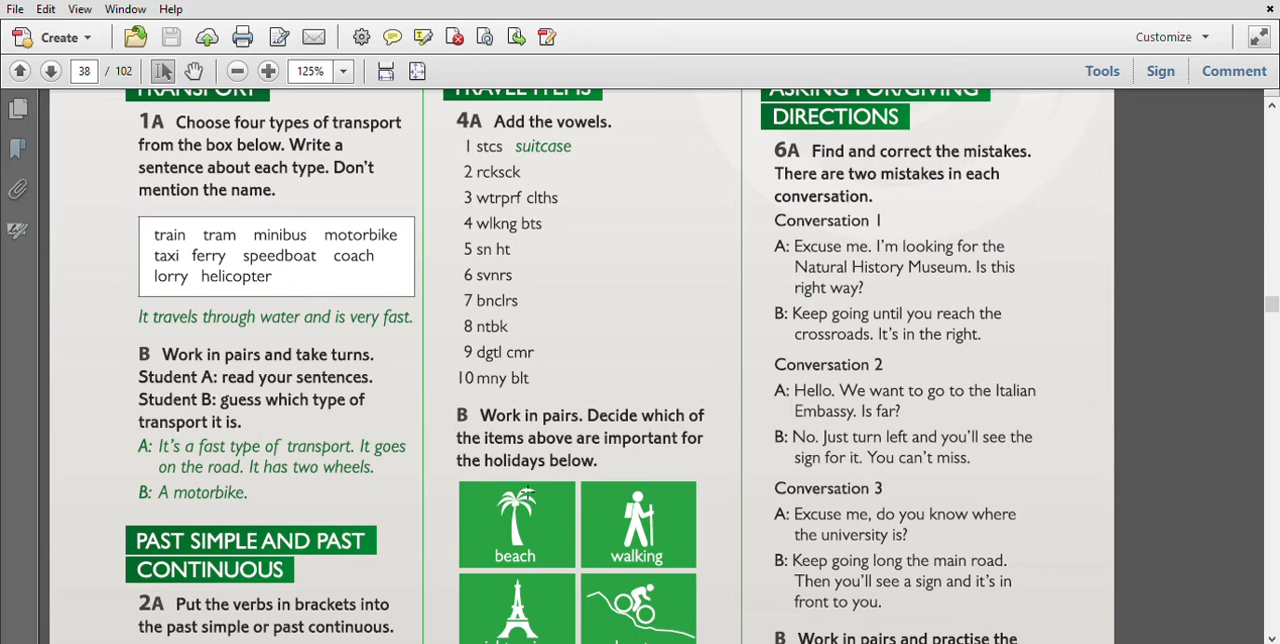 File Edit View Window Help
Create
Customize
38 / 102
125%
Tools Sign Comment
TRANSPORT
1A Choose four types of transport
from the box below. Write a
sentence about each type. Don't
mention the name.
train tram minibus motorbike
taxi ferry speedboat coach
lorry helicopter
It travels through water and is very fast.
B Work in pairs and take turns.
Student A: read your sentences.
Student B: guess which type of
transport it is.
A: It's a fast type of transport. It goes
on the road. It has two wheels.
B: A motorbike.
PAST SIMPLE AND PAST
CONTINUOUS
2A Put the verbs in brackets into
the past simple or past continuous.
TRAVEL ITEMS
4A Add the vowels.
1 stcs suitcase
2 rcksck
3 wtrprf clths
4 wlkng bts
5 sn ht
6 svnrs
7 bnclrs
8 ntbk
9 dgtl cmr
10 mny blt
B Work in pairs. Decide which of
the items above are important for
the holidays below.
beach
walking
ASKING FOR/GIVING
DIRECTIONS
6A Find and correct the mistakes.
There are two mistakes in each
conversation.
Conversation 1
A: Excuse me. I'm looking for the
Natural History Museum. Is this
right way?
B: Keep going until you reach the
crossroads. It's in the right.
Conversation 2
A: Hello. We want to go to the Italian
Embassy. Is far?
B: No. Just turn left and you'll see the
sign for it. You can't miss.
Conversation 3
A: Excuse me, do you know where
the university is?
B: Keep going long the main road.
Then you'll see a sign and it's in
front to you.
B Work in pairs and practise the